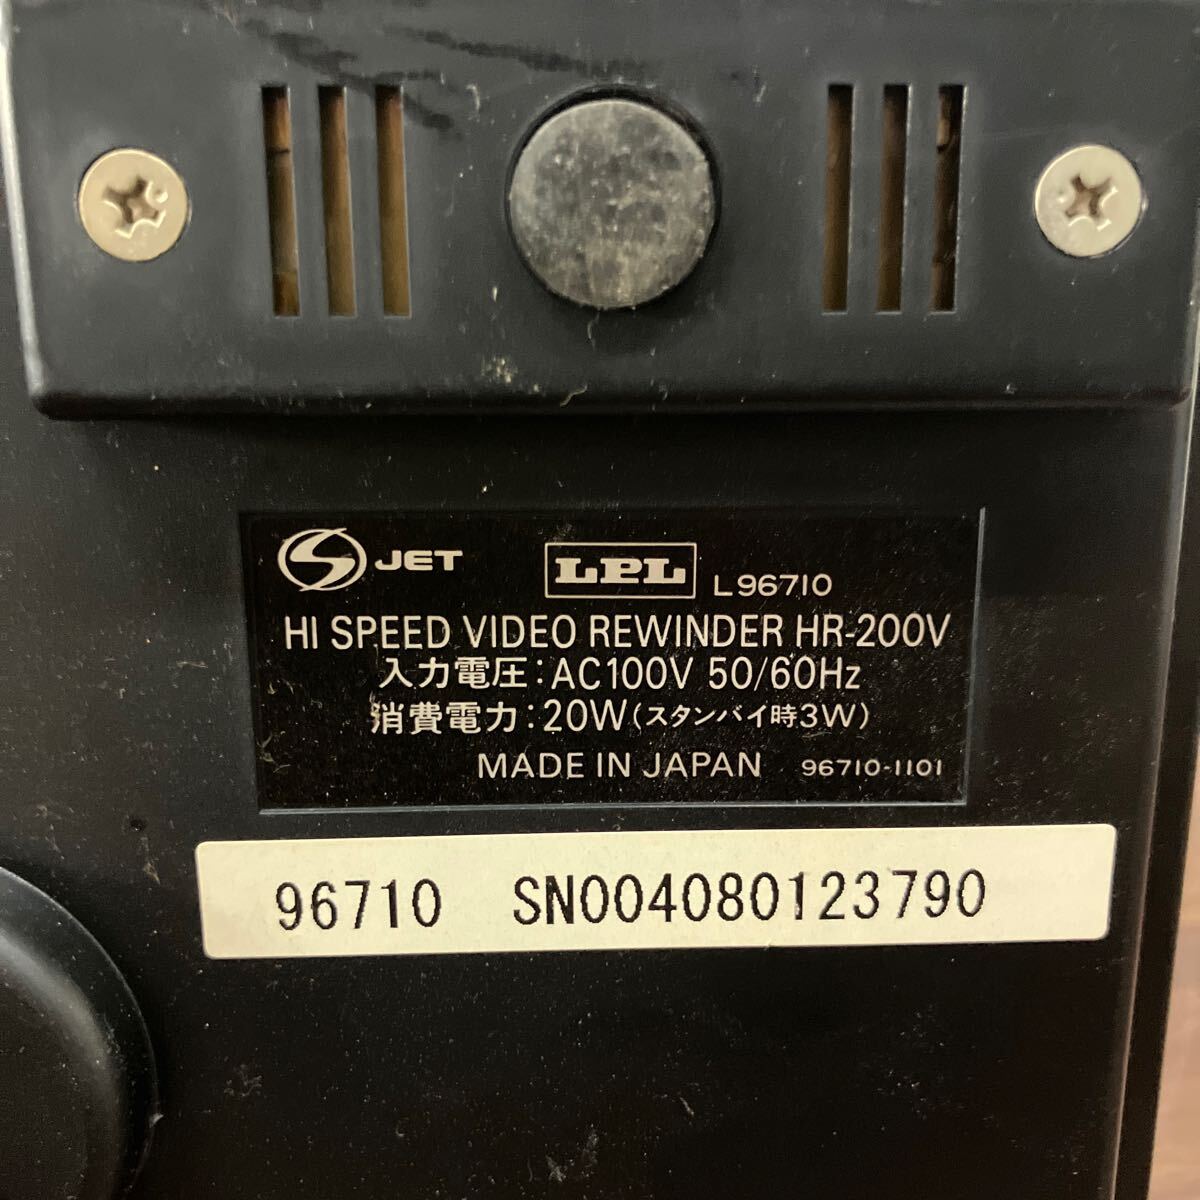 S JET LPL L96710
HI SPEED VIDEO REWINDER HR-200V
入力電圧:AC100V 50/60Hz
消費電力:20W(スタンバイ時3W)
MADE IN JAPAN 96710-1101
96710 SN004080123790